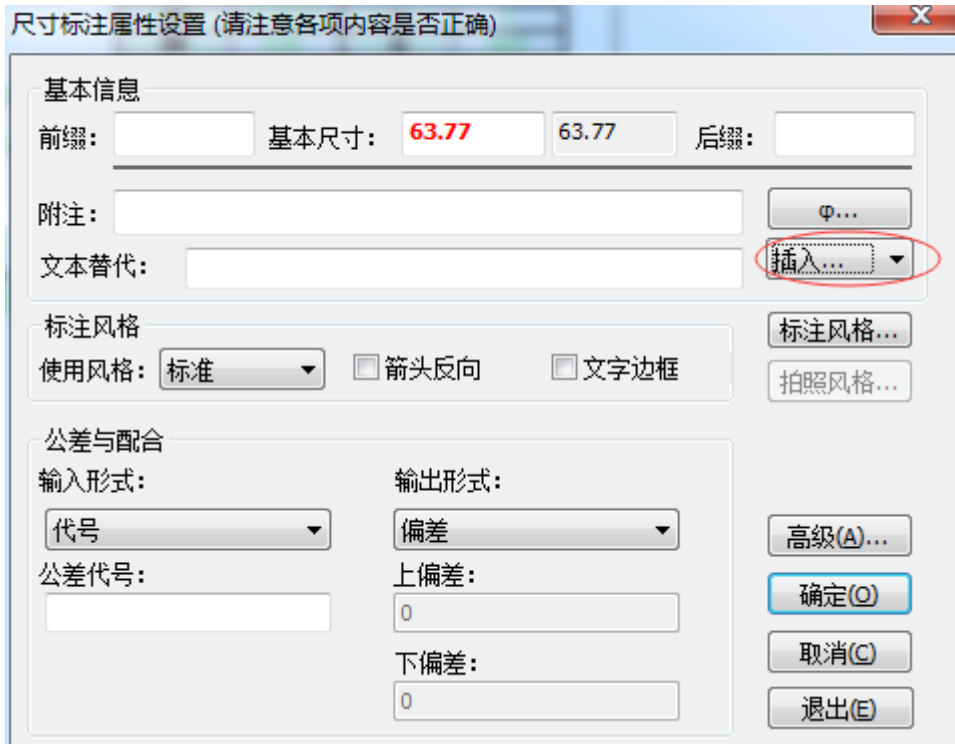 尺寸标注属性设置 (请注意各项内容是否正确)
基本信息
前缀: 基本尺寸: 63.77 63.77 后缀:
附注: φ...
文本替代: 插入...
标注风格 标注风格...
使用风格: 标准 箭头反向 文字边框 拍照风格...
公差与配合
输入形式: 输出形式:
代号 偏差 高级(A)...
公差代号: 上偏差: 确定(O)
0
下偏差: 取消(C)
0 退出(E)